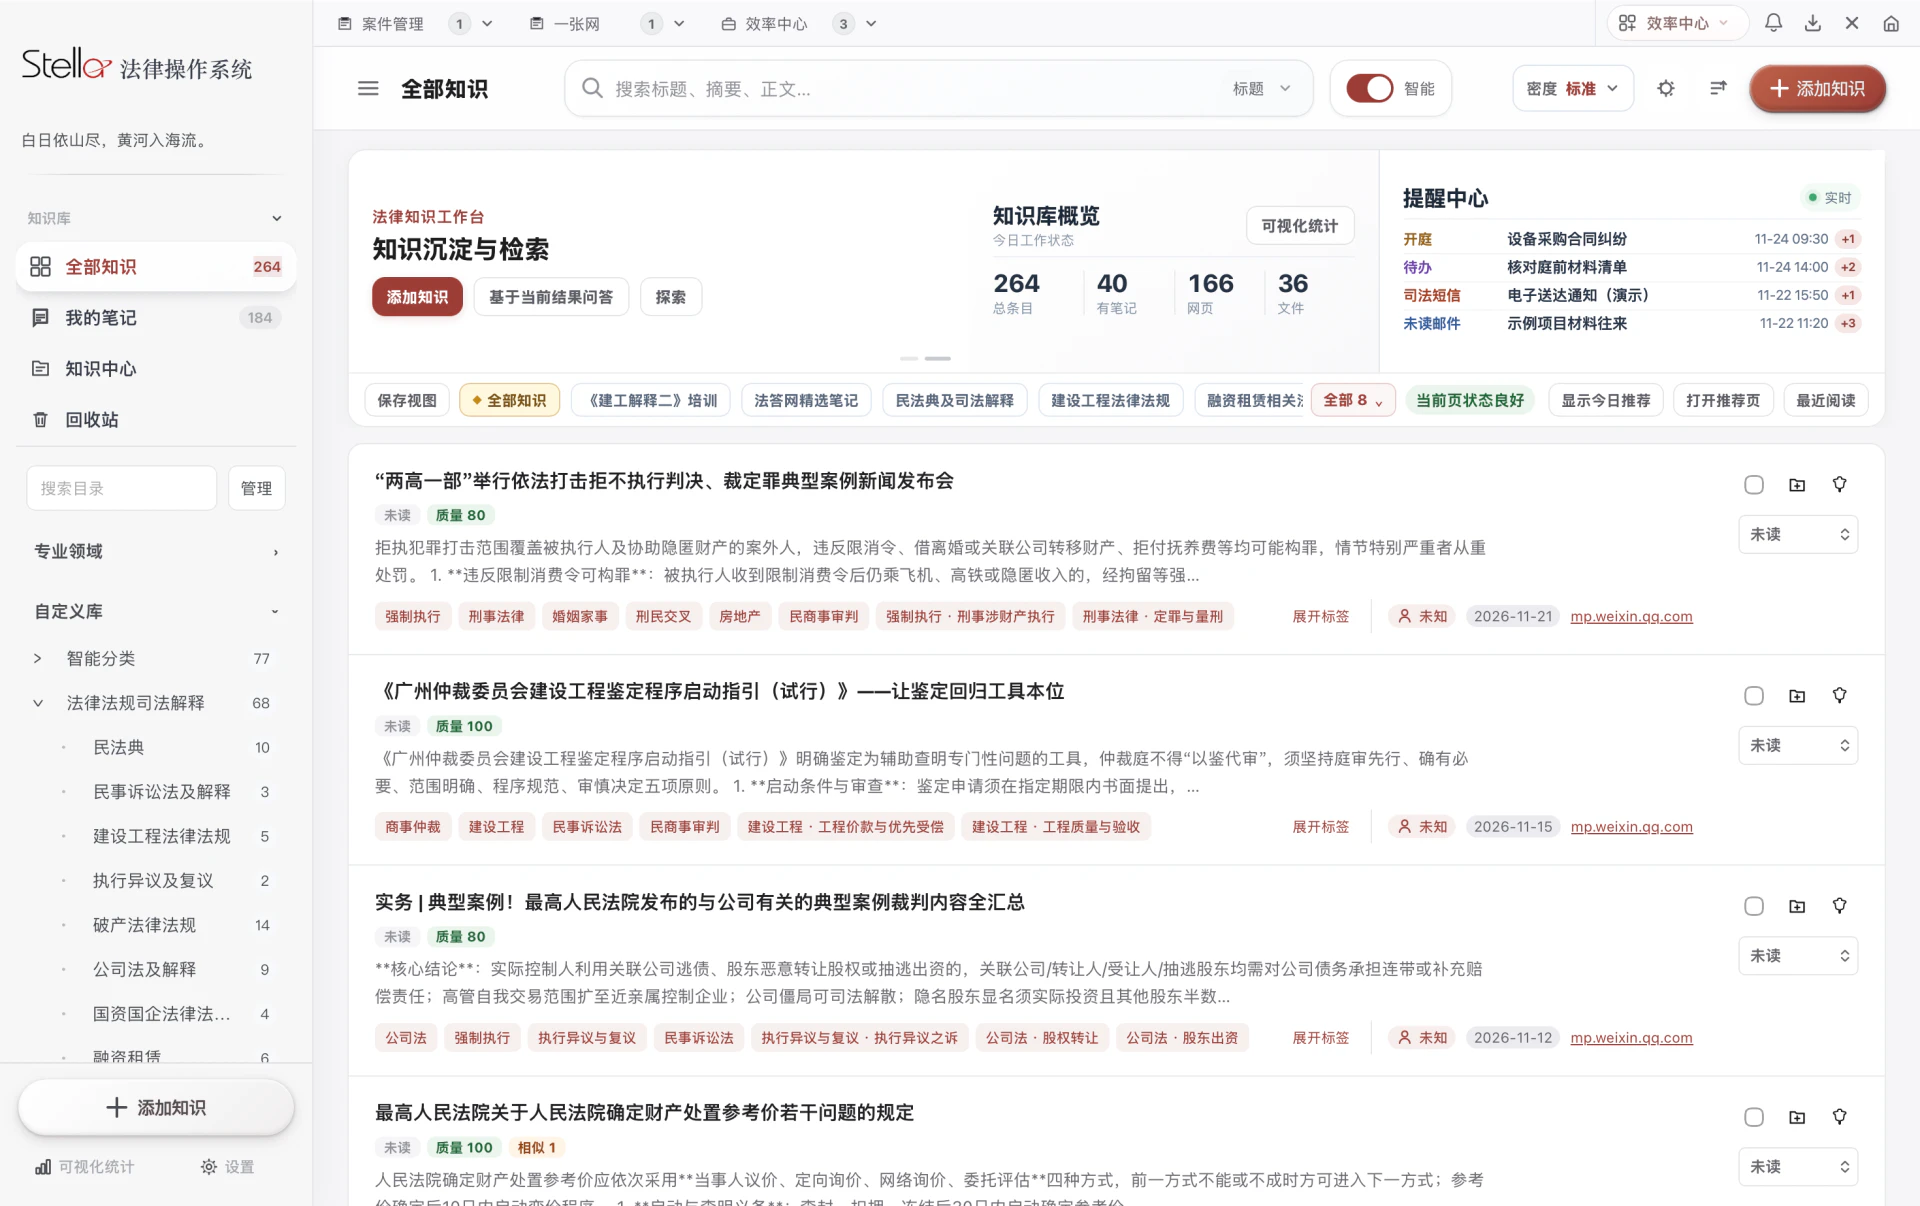 Stellar 法律操作系统
白日依山尽，黄河入海流。
知识库
全部知识 264
我的笔记 184
知识中心
回收站
搜索目录 管理
专业领域
自定义库
智能分类 77
法律法规司法解释 68
民法典 10
民事诉讼法及解释 3
建设工程法律法规 5
执行异议及复议 2
破产法律法规 14
公司法及解释 9
国资国企法律法… 4
融资租赁 6
添加知识
可视化统计 设置
案件管理 1 一张网 1 效率中心 3 效率中心
全部知识 搜索标题、摘要、正文... 标题 智能 密度 标准 添加知识
法律知识工作台
知识沉淀与检索
添加知识 基于当前结果问答 探索
知识库概览
今日工作状态
可视化统计
264 40 166 36
总条目 有笔记 网页 文件
提醒中心 实时
开庭 设备采购合同纠纷 11-24 09:30 +1
待办 核对庭前材料清单 11-24 14:00 +2
司法短信 电子送达通知（演示） 11-22 15:50 +1
未读邮件 示例项目材料往来 11-22 11:20 +3
保存视图 全部知识 《建工解释二》培训 法答网精选笔记 民法典及司法解释 建设工程法律法规 融资租赁相关 全部 8 当前页状态良好 显示今日推荐 打开推荐页 最近阅读
“两高一部”举行依法打击拒不执行判决、裁定罪典型案例新闻发布会
未读 质量 80
未读
拒执犯罪打击范围覆盖被执行人及协助隐匿财产的案外人，违反限消令、借离婚或关联公司转移财产、拒付抚养费等均可能构罪，情节特别严重者从重
处罚。 1. **违反限制消费令可构罪**：被执行人收到限制消费令后仍乘飞机、高铁或隐匿收入的，经拘留等强...
强制执行 刑事法律 婚姻家事 刑民交叉 房地产 民商事审判 强制执行 · 刑事涉财产执行 刑事法律 · 定罪与量刑 展开标签 未知 2026-11-21 mp.weixin.qq.com
《广州仲裁委员会建设工程鉴定程序启动指引（试行）》——让鉴定回归工具本位
未读 质量 100
未读
《广州仲裁委员会建设工程鉴定程序启动指引（试行）》明确鉴定为辅助查明专门性问题的工具，仲裁庭不得“以鉴代审”，须坚持庭审先行、确有必
要、范围明确、程序规范、审慎决定五项原则。 1. **启动条件与审查**：鉴定申请须在指定期限内书面提出，...
商事仲裁 建设工程 民事诉讼法 民商事审判 建设工程 · 工程价款与优先受偿 建设工程 · 工程质量与验收 展开标签 未知 2026-11-15 mp.weixin.qq.com
实务 | 典型案例！最高人民法院发布的与公司有关的典型案例裁判内容全汇总
未读 质量 80
未读
**核心结论**：实际控制人利用关联公司逃债、股东恶意转让股权或抽逃出资的，关联公司/转让人/受让人/抽逃股东均需对公司债务承担连带或补充赔
偿责任；高管自我交易范围扩至近亲属控制企业；公司僵局可司法解散；隐名股东显名须实际投资且其他股东半数...
公司法 强制执行 执行异议与复议 民事诉讼法 执行异议与复议 · 执行异议之诉 公司法 · 股权转让 公司法 · 股东出资 展开标签 未知 2026-11-12 mp.weixin.qq.com
最高人民法院关于人民法院确定财产处置参考价若干问题的规定
未读 质量 100 相似 1
未读
人民法院确定财产处置参考价应依次采用**当事人议价、定向询价、网络询价、委托评估**四种方式，前一方式不能或不成时方可进入下一方式；参考